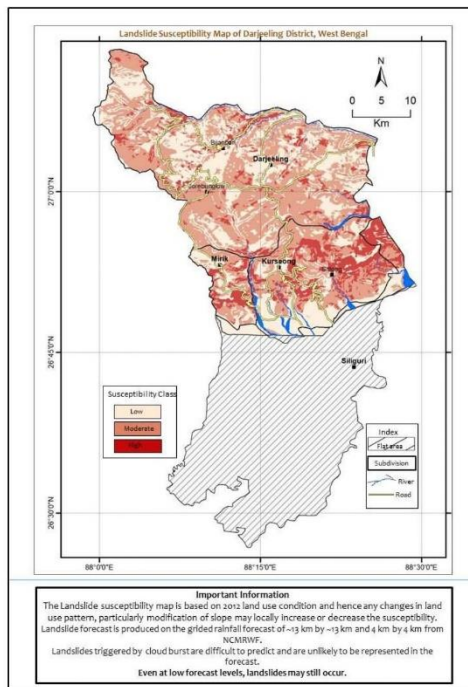 Landslide Susceptibility Map of Darjeeling District, West Bengal
N
0 5 10
Km
Bijanbari
Darjeeling
27°0'0"N
Mirik
Kurseong
26°45'0"N
Siliguri
Susceptibility Class
Low
Moderate
High
Index
Flat area
Subdivision
River
Road
26°30'0"N
88°0'0"E
88°15'0"E
88°30'0"E
Important Information
The Landslide susceptibility map is based on 2012 land use condition and hence any changes in land
use pattern, particularly modification of slope may locally increase or decrease the susceptibility.
Landslide forecast is produced on the grided rainfall forecast of ~13 km by ~13 km and 4 km by 4 km from
NCMRWF.
Landslides triggered by cloud burst are difficult to predict and are unlikely to be represented in the
forecast.
Even at low forecast levels, landslides may still occur.